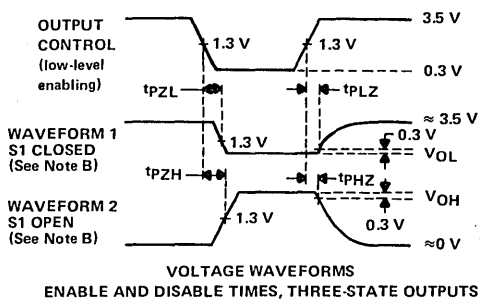 OUTPUT
CONTROL
(low-level
enabling)
3.5 V
1.3 V
1.3 V
0.3 V
tPZL
tPLZ
WAVEFORM 1
S1 CLOSED
(See Note B)
≈ 3.5 V
0.3 V
1.3 V
VOL
tPZH
tPHZ
WAVEFORM 2
S1 OPEN
(See Note B)
VOH
1.3 V
0.3 V
≈0 V
VOLTAGE WAVEFORMS
ENABLE AND DISABLE TIMES, THREE-STATE OUTPUTS